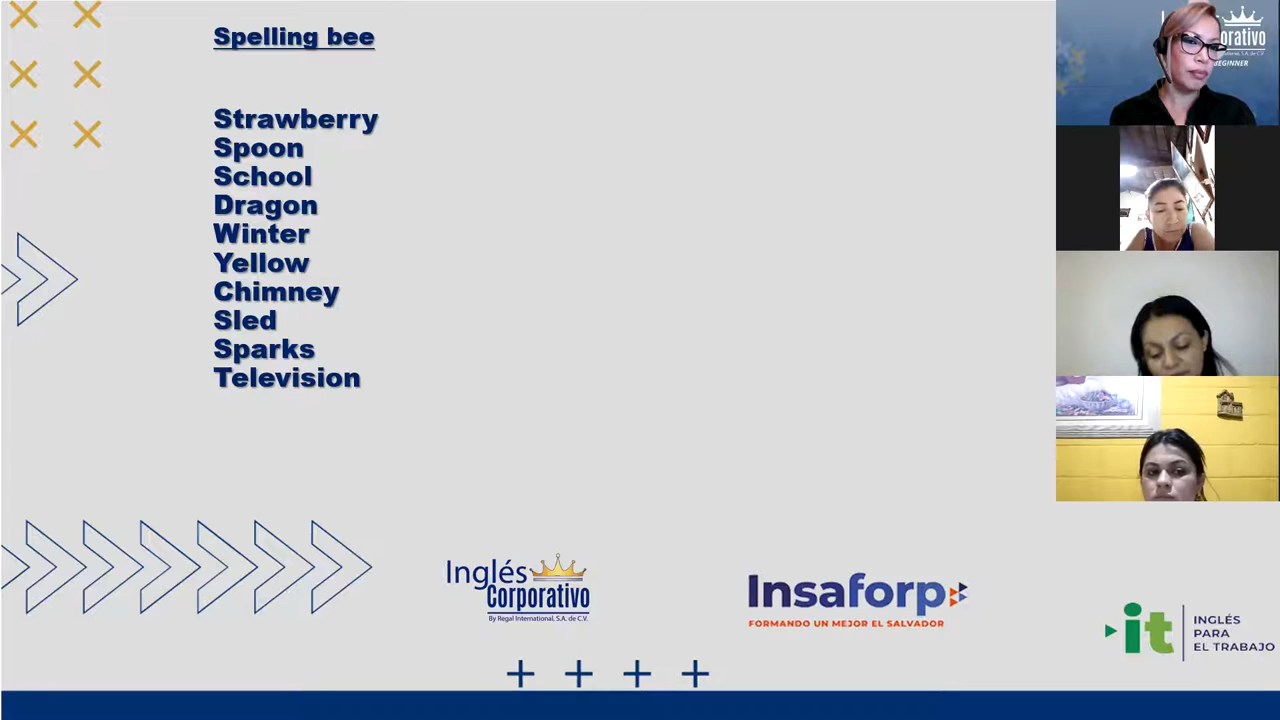 Spelling bee
Strawberry
Spoon
School
Dragon
Winter
Yellow
Chimney
Sled
Sparks
Television
Inglés
Corporativo
By Regal International, S.A. de C.V.
Insaforp
FORMANDO UN MEJOR EL SALVADOR
it
INGLÉS
PARA
EL TRABAJO
BEGINNER